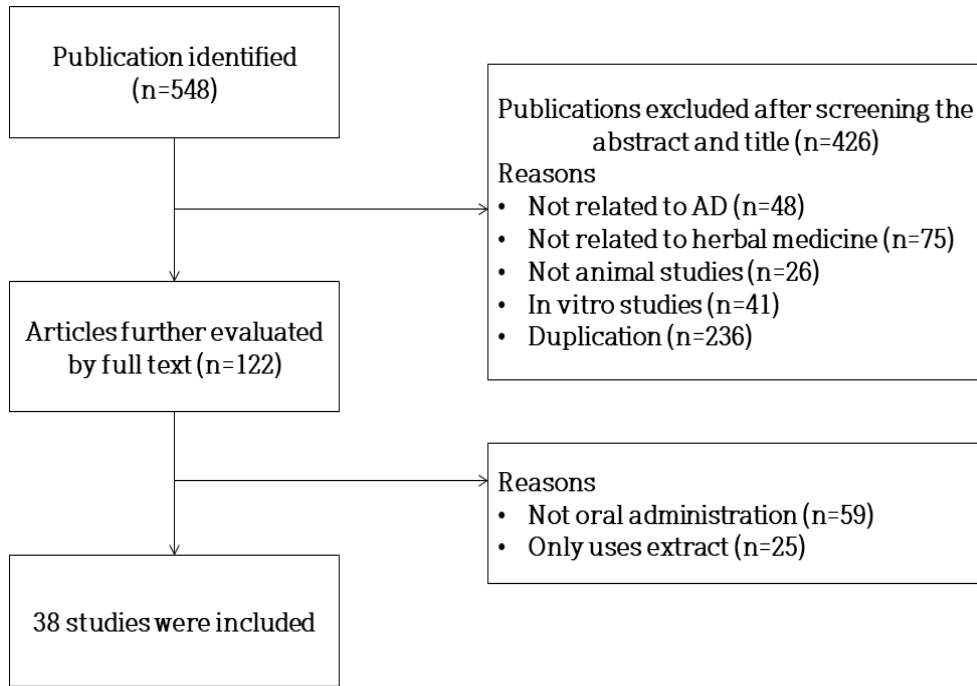 Publication identified
(n=548)
Publications excluded after screening the
abstract and title (n=426)
Reasons
• Not related to AD (n=48)
• Not related to herbal medicine (n=75)
• Not animal studies (n=26)
• In vitro studies (n=41)
• Duplication (n=236)
Articles further evaluated
by full text (n=122)
Reasons
• Not oral administration (n=59)
• Only uses extract (n=25)
38 studies were included